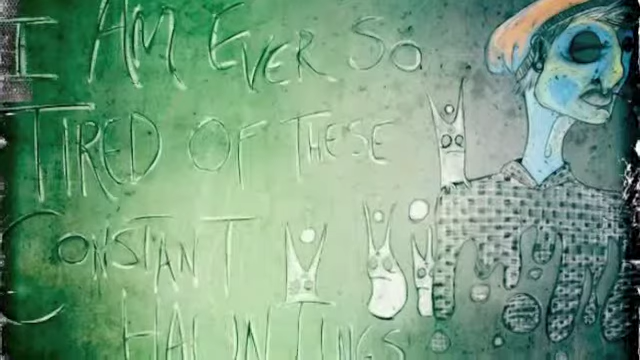 I AM EVER SO
TIRED OF THESE
CONSTANT
HAUNTINGS